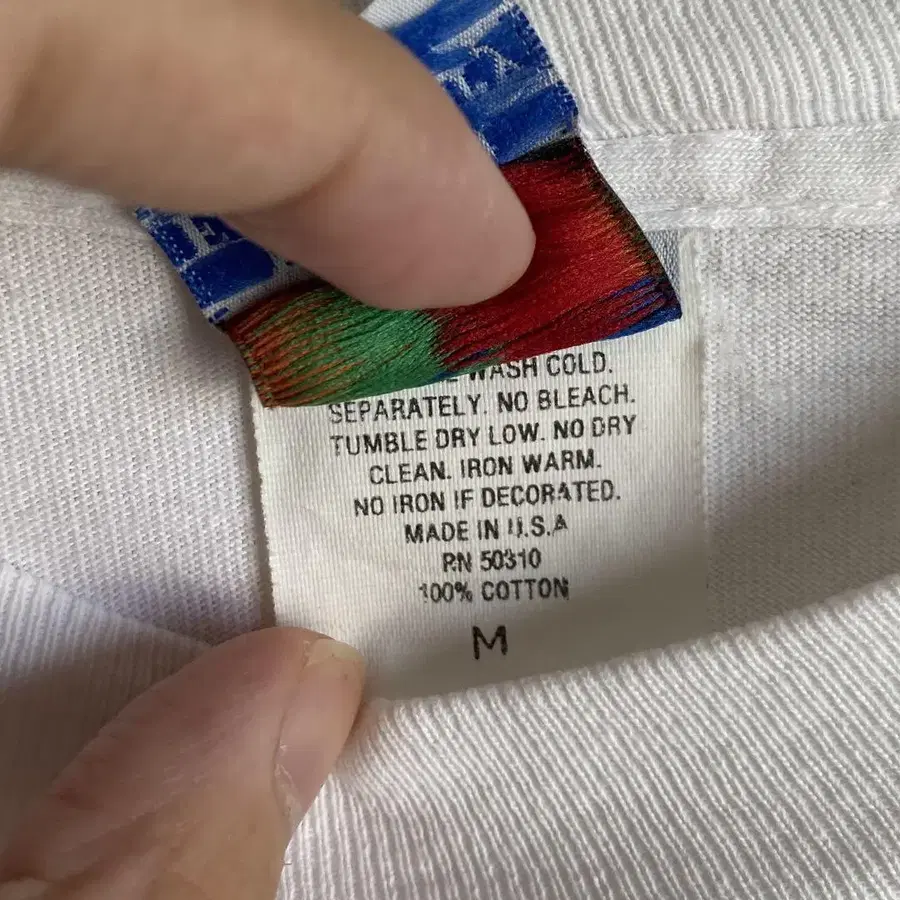 WASH COLD.
SEPARATELY. NO BLEACH.
TUMBLE DRY LOW. NO DRY
CLEAN. IRON WARM.
NO IRON IF DECORATED.
MADE IN U.S.A
RN 50310
100% COTTON
M